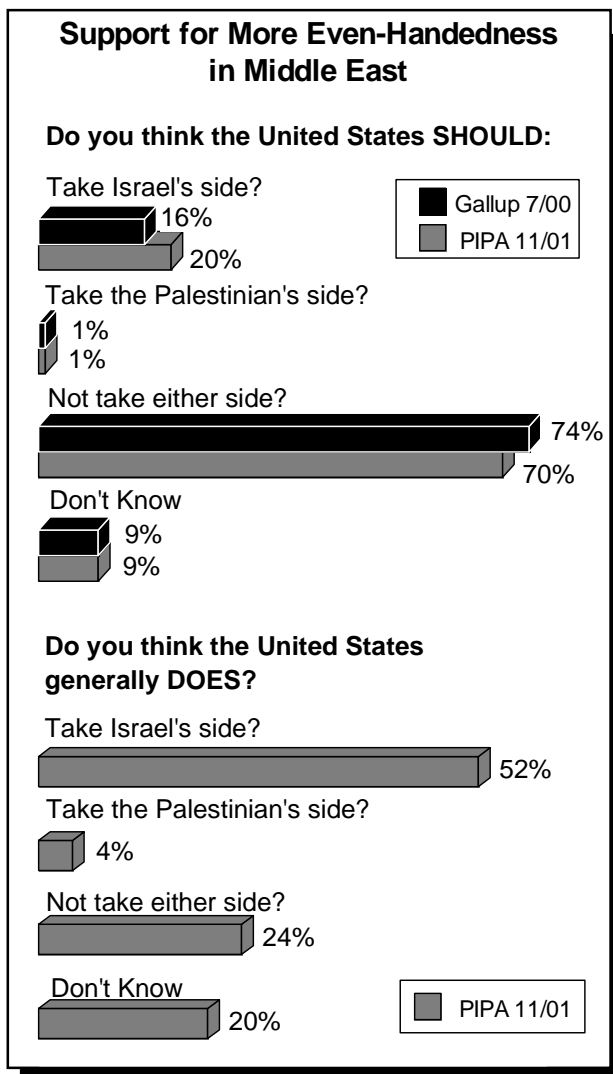 Support for More Even-Handedness
in Middle East
Do you think the United States SHOULD:
Gallup 7/00
PIPA 11/01
Take Israel's side?
16%
20%
Take the Palestinian's side?
1%
1%
Not take either side?
74%
70%
Don't Know
9%
9%
Do you think the United States
generally DOES?
Take Israel's side?
52%
Take the Palestinian's side?
4%
Not take either side?
24%
Don't Know
20%
PIPA 11/01